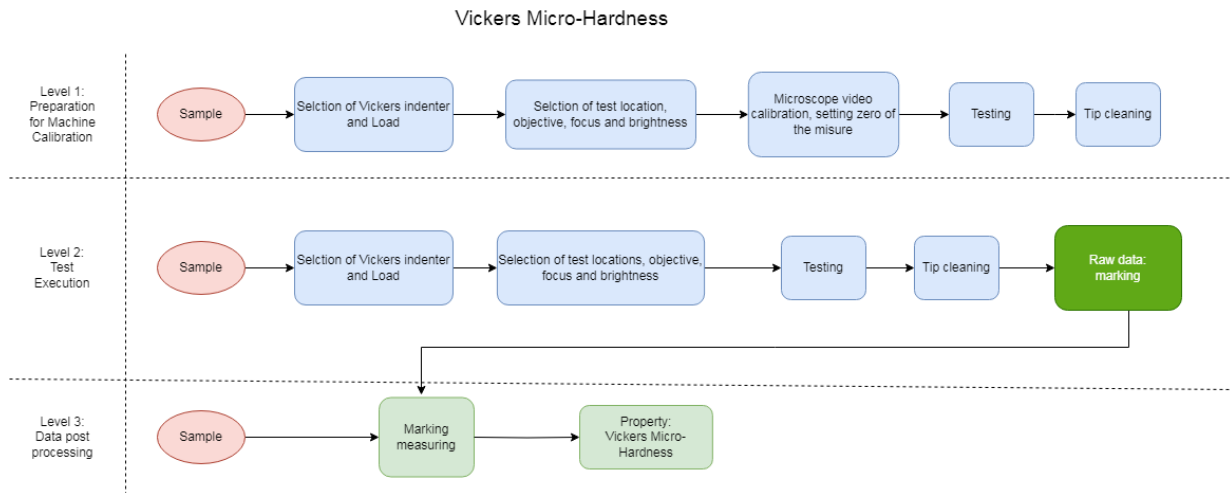 Vickers Micro-Hardness
Level 1:
Preparation
for Machine
Calibration
Sample
Selction of Vickers indenter
and Load
Selction of test location,
objective, focus and brightness
Microscope video
calibration, setting zero of
the misure
Testing
Tip cleaning
Level 2:
Test
Execution
Sample
Selction of Vickers indenter
and Load
Selection of test locations, objective,
focus and brightness
Testing
Tip cleaning
Raw data:
marking
Level 3:
Data post
processing
Sample
Marking
measuring
Property:
Vickers Micro-
Hardness